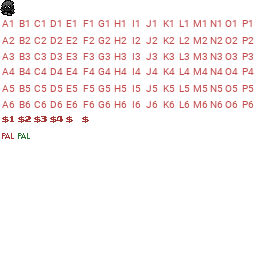 A1 B1 C1 D1 E1 F1 G1 H1 I1 J1 K1 L1 M1 N1 O1 P1
A2 B2 C2 D2 E2 F2 G2 H2 I2 J2 K2 L2 M2 N2 O2 P2
A3 B3 C3 D3 E3 F3 G3 H3 I3 J3 K3 L3 M3 N3 O3 P3
A4 B4 C4 D4 E4 F4 G4 H4 I4 J4 K4 L4 M4 N4 O4 P4
A5 B5 C5 D5 E5 F5 G5 H5 I5 J5 K5 L5 M5 N5 O5 P5
A6 B6 C6 D6 E6 F6 G6 H6 I6 J6 K6 L6 M6 N6 O6 P6
$1 $2 $3 $4 $ $
PAL PAL